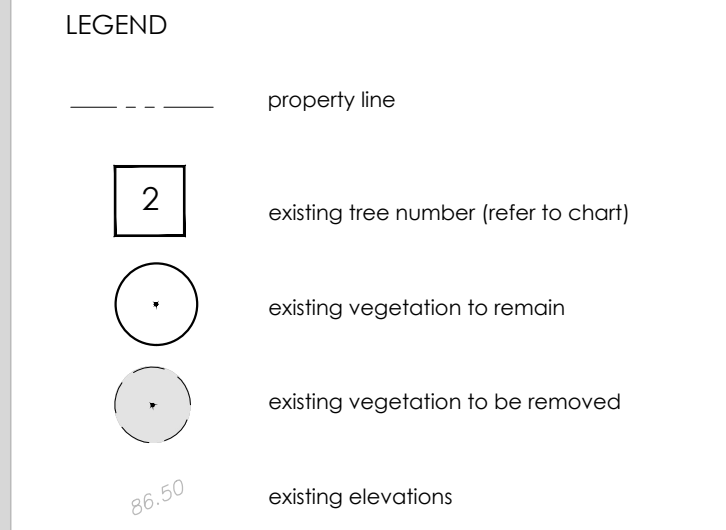 LEGEND
property line
2
existing tree number (refer to chart)
existing vegetation to remain
existing vegetation to be removed
86.50
existing elevations